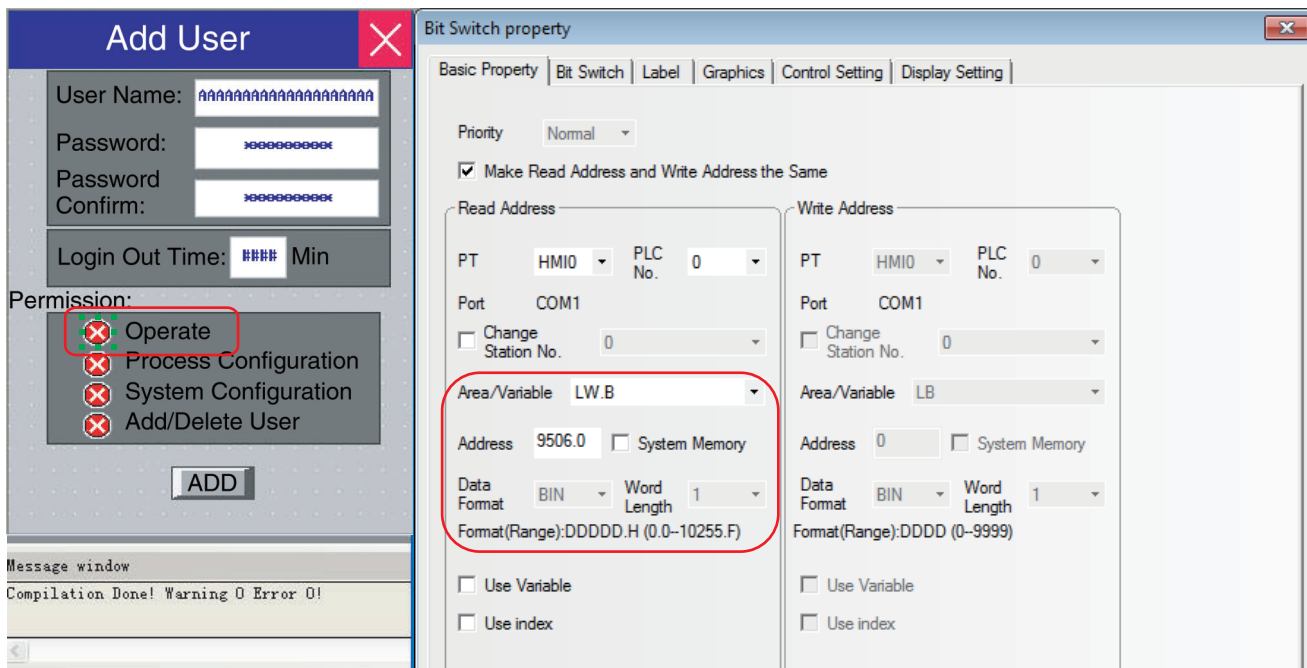 Add User
User Name: AAAAAAAAAAAAAAAAAAAA
Password: **********
Password
Confirm: **********
Login Out Time: #### Min
Permission:
Operate
Process Configuration
System Configuration
Add/Delete User
ADD
Message window
Compilation Done! Warning 0 Error 0!
Bit Switch property
Basic Property Bit Switch Label Graphics Control Setting Display Setting
Priority Normal
Make Read Address and Write Address the Same
Read Address
PT HMI0 PLC No. 0
Port COM1
Change Station No. 0
Area/Variable LW.B
Address 9506.0 System Memory
Data Format BIN Word Length 1
Format(Range):DDDDD.H (0.0--10255.F)
Use Variable
Use index
Write Address
PT HMI0 PLC No. 0
Port COM1
Change Station No. 0
Area/Variable LB
Address 0 System Memory
Data Format BIN Word Length 1
Format(Range):DDDD (0--9999)
Use Variable
Use index